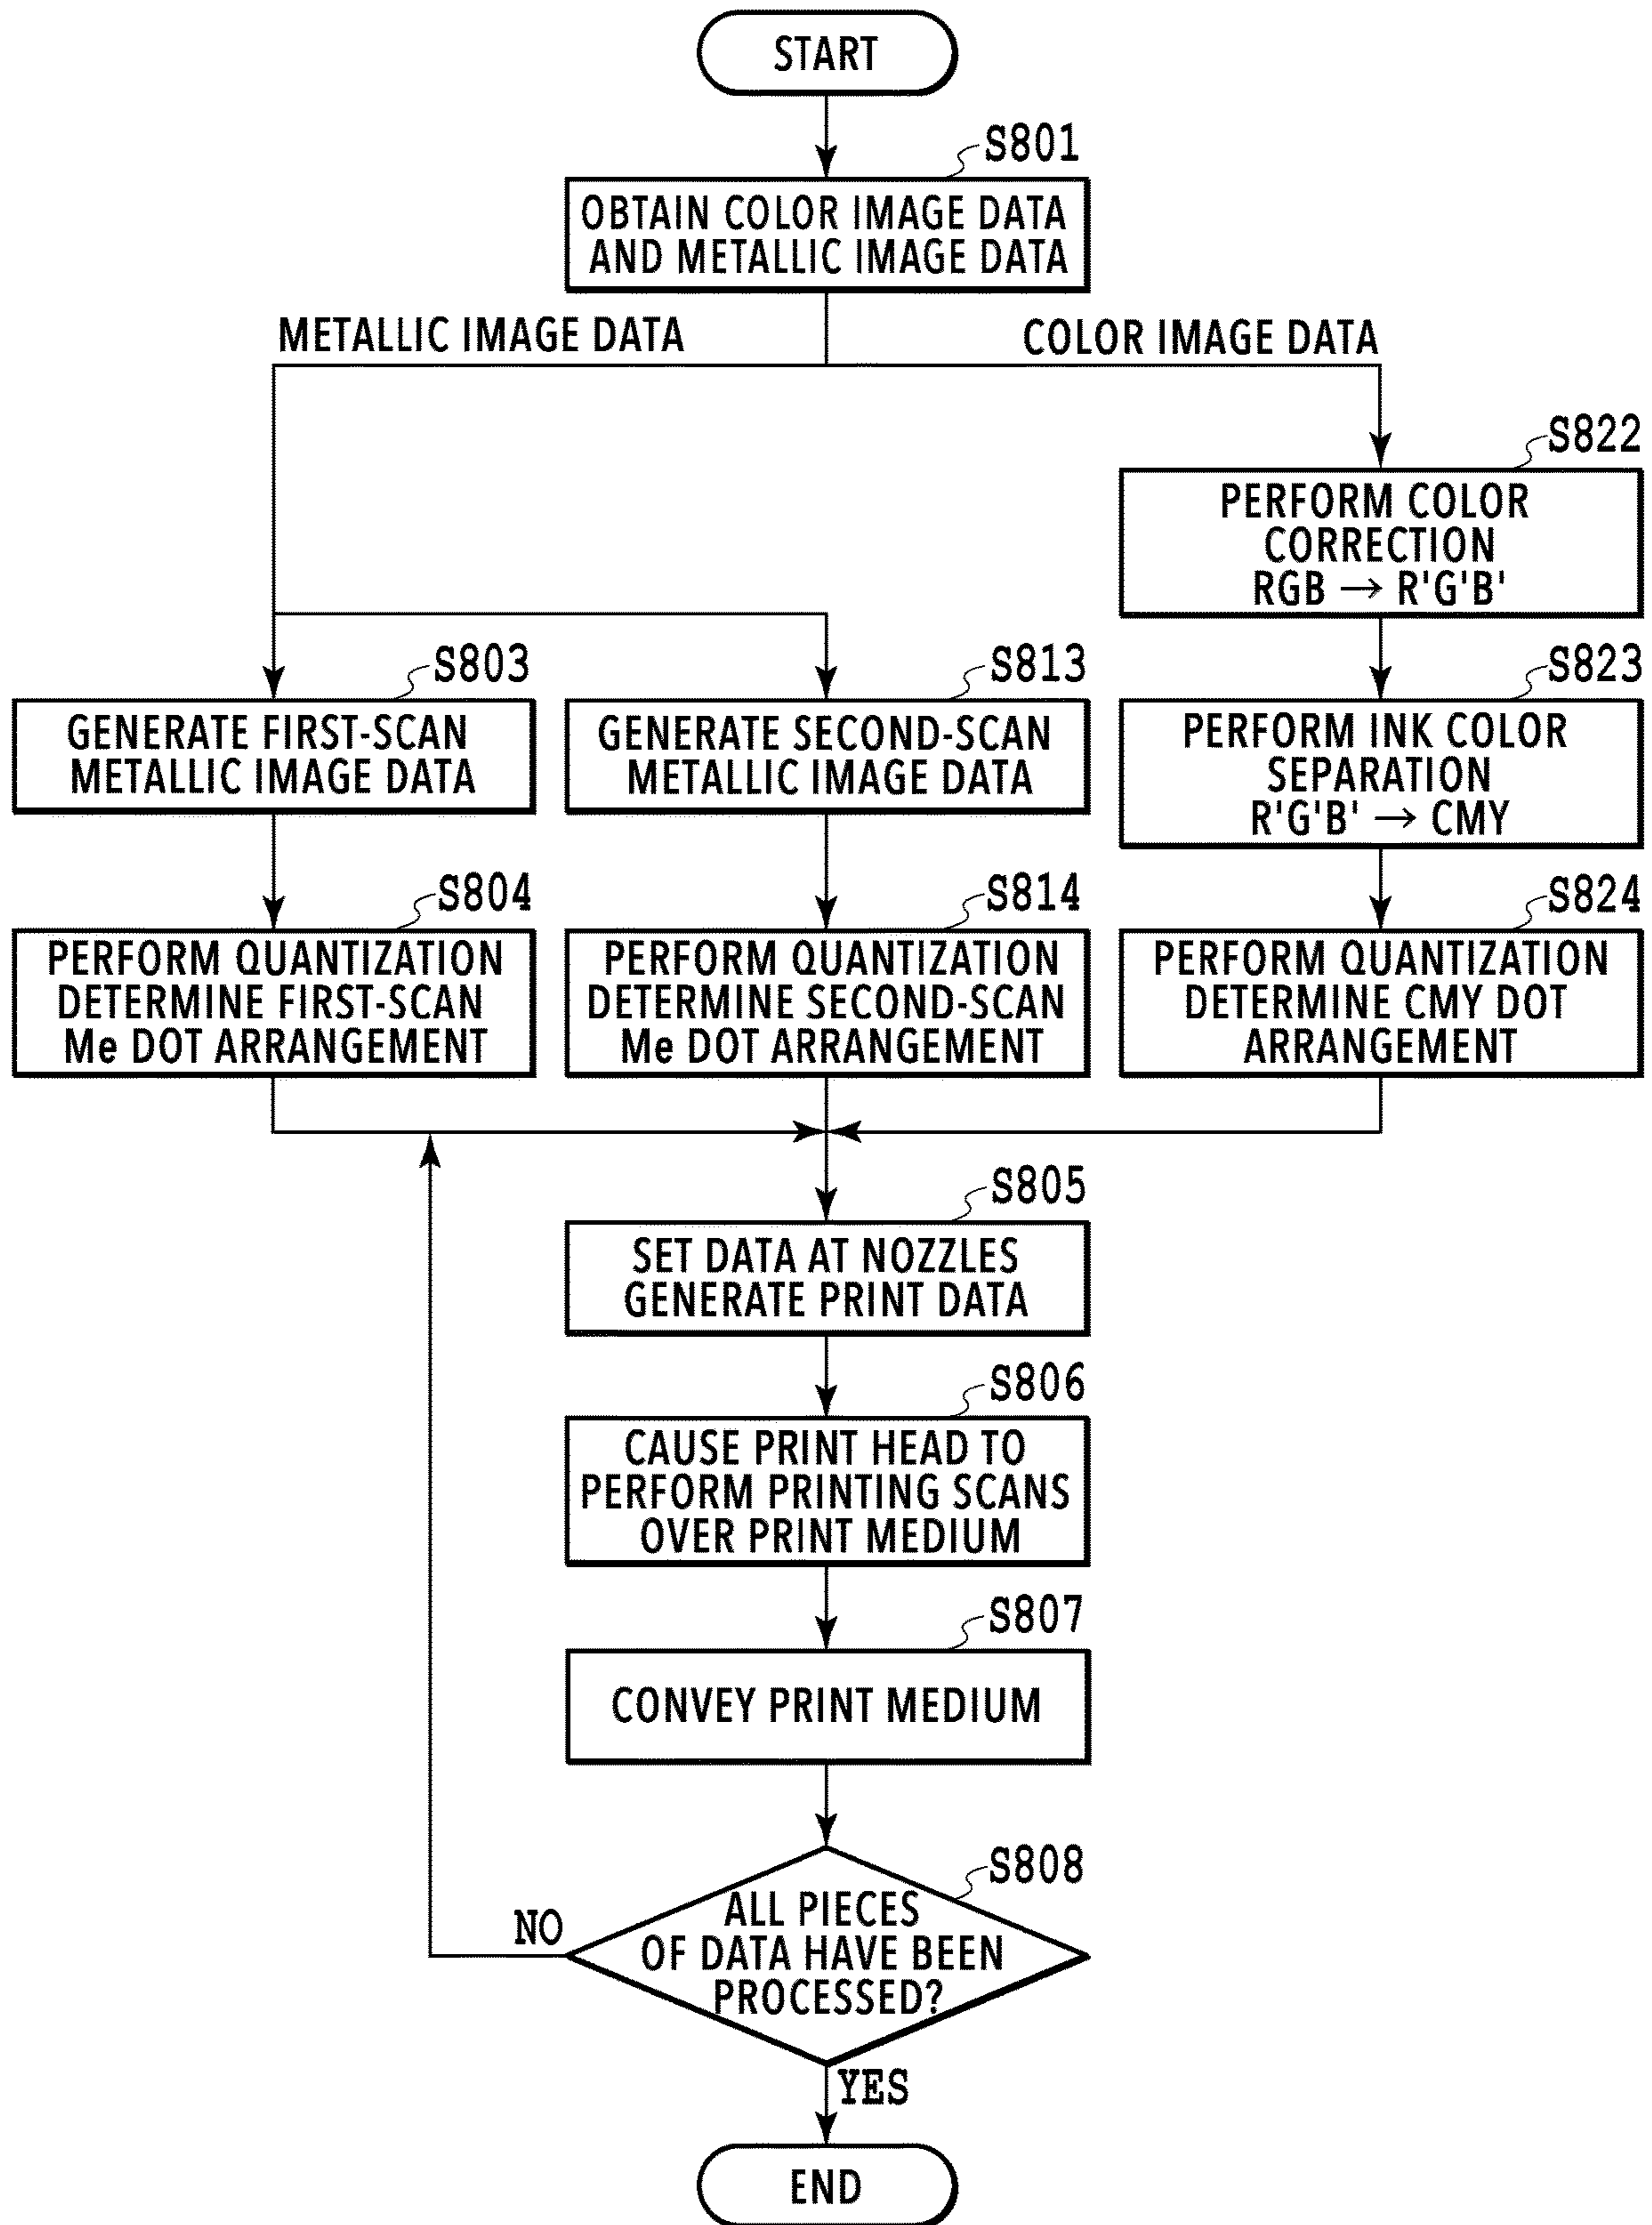 START
S801
OBTAIN COLOR IMAGE DATA
AND METALLIC IMAGE DATA
METALLIC IMAGE DATA
COLOR IMAGE DATA
S822
PERFORM COLOR
CORRECTION
RGB → R'G'B'
S803
GENERATE FIRST-SCAN
METALLIC IMAGE DATA
S813
GENERATE SECOND-SCAN
METALLIC IMAGE DATA
S823
PERFORM INK COLOR
SEPARATION
R'G'B' → CMY
S804
PERFORM QUANTIZATION
DETERMINE FIRST-SCAN
Me DOT ARRANGEMENT
S814
PERFORM QUANTIZATION
DETERMINE SECOND-SCAN
Me DOT ARRANGEMENT
S824
PERFORM QUANTIZATION
DETERMINE CMY DOT
ARRANGEMENT
S805
SET DATA AT NOZZLES
GENERATE PRINT DATA
S806
CAUSE PRINT HEAD TO
PERFORM PRINTING SCANS
OVER PRINT MEDIUM
S807
CONVEY PRINT MEDIUM
S808
ALL PIECES
OF DATA HAVE BEEN
PROCESSED?
NO
YES
END